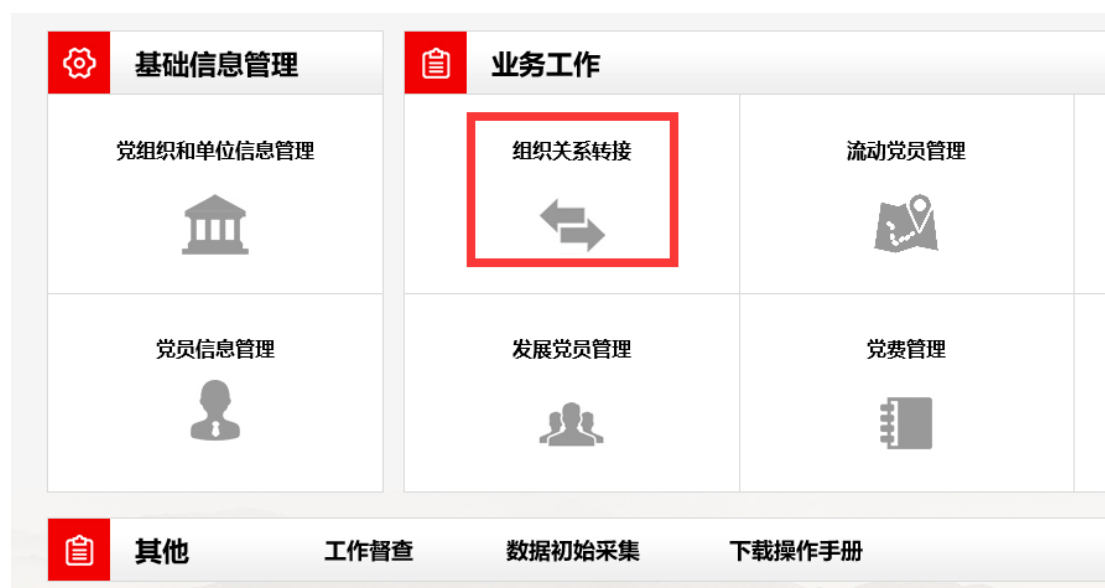 基础信息管理
业务工作
党组织和单位信息管理
组织关系转接
流动党员管理
党员信息管理
发展党员管理
党费管理
其他
工作督查
数据初始采集
下载操作手册